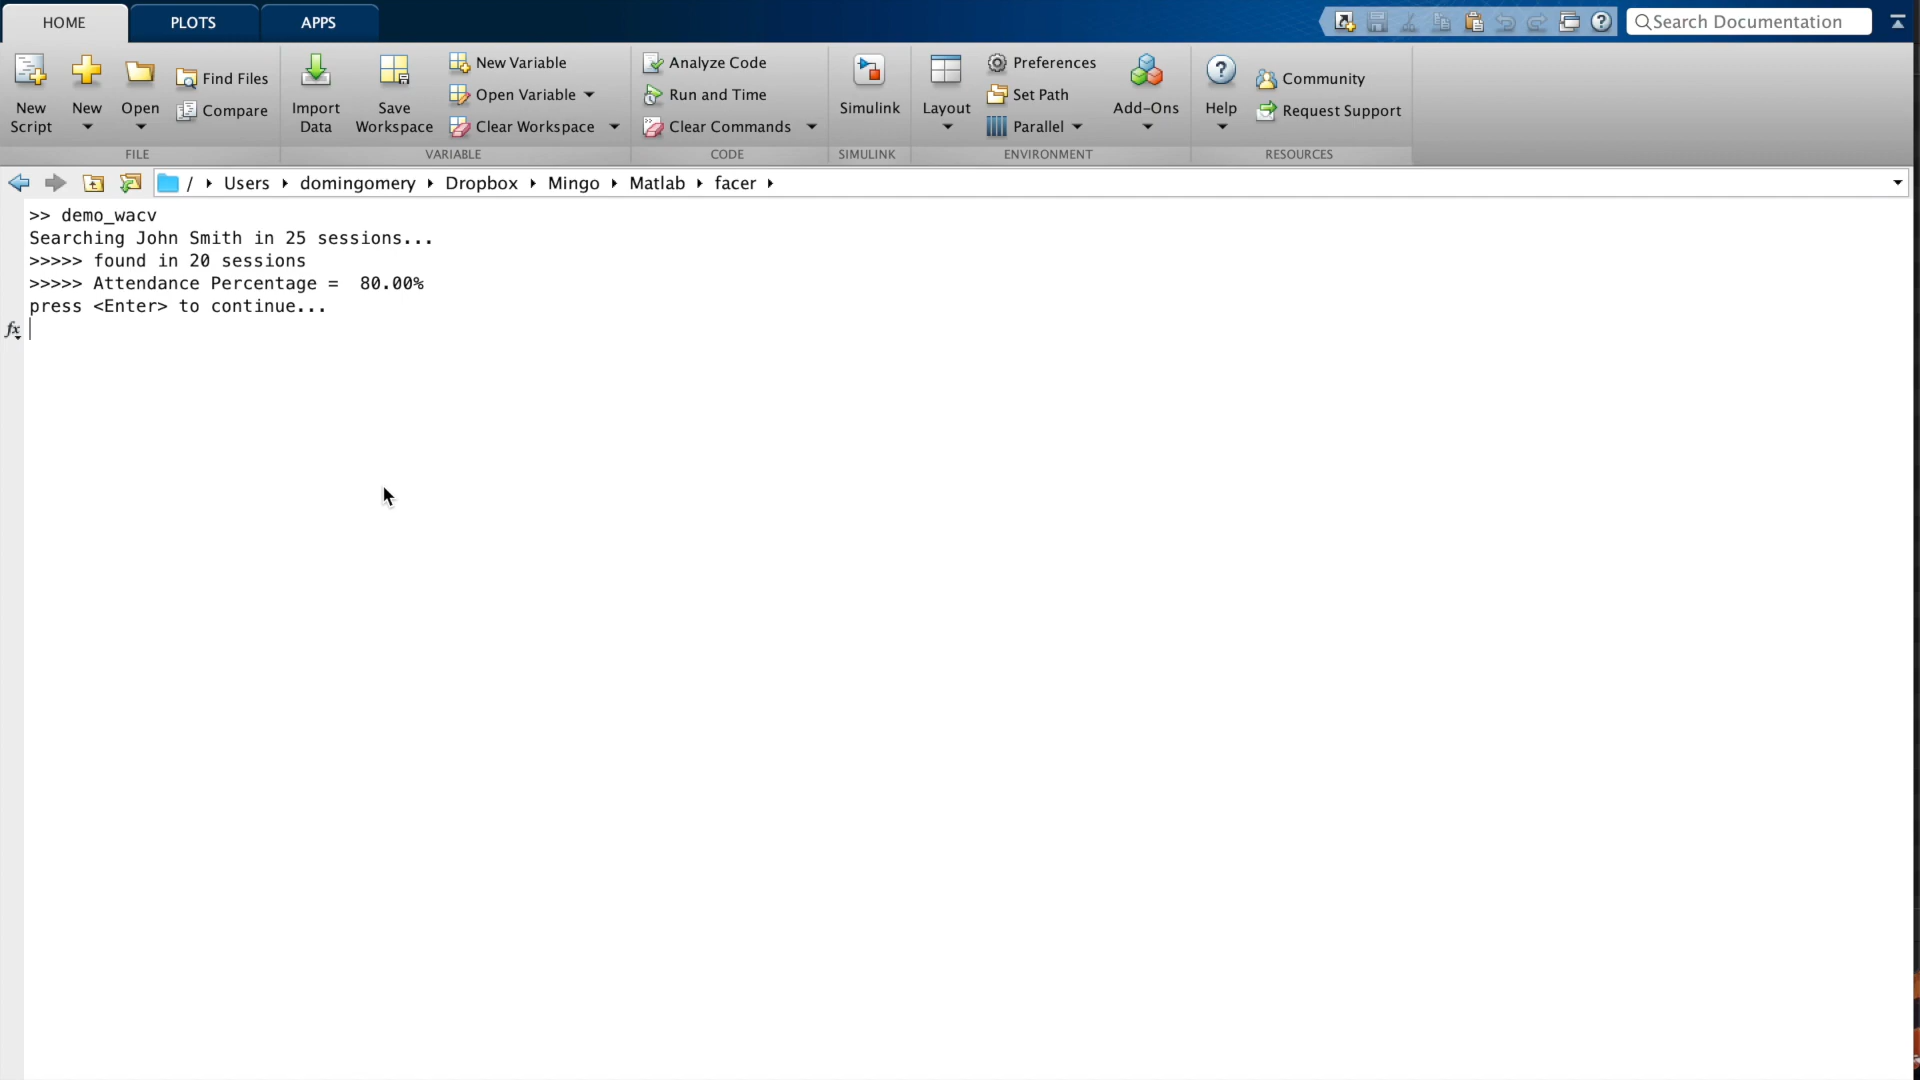 HOME PLOTS APPS
Search Documentation
New Script
New
Open
Find Files
Compare
Import Data
Save Workspace
New Variable
Open Variable
Clear Workspace
Analyze Code
Run and Time
Clear Commands
Simulink
Layout
Preferences
Set Path
Parallel
Add-Ons
Help
Community
Request Support
FILE VARIABLE CODE SIMULINK ENVIRONMENT RESOURCES
/ Users domingomery Dropbox Mingo Matlab facer
>> demo_wacv
Searching John Smith in 25 sessions...
>>>>> found in 20 sessions
>>>>> Attendance Percentage =  80.00%
press <Enter> to continue...
fx